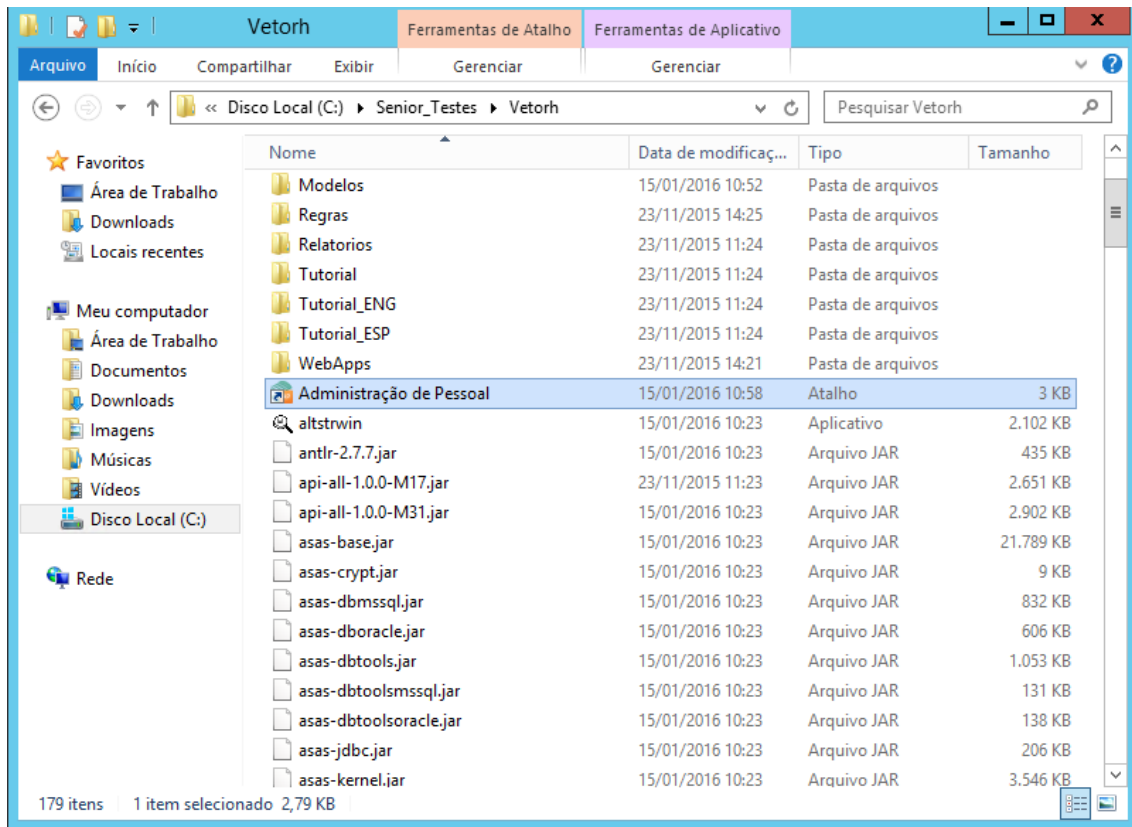 Vetorh
Ferramentas de Atalho
Ferramentas de Aplicativo
Arquivo Início Compartilhar Exibir Gerenciar Gerenciar
« Disco Local (C:) Senior_Testes Vetorh
Pesquisar Vetorh
Favoritos
Área de Trabalho
Downloads
Locais recentes
Meu computador
Área de Trabalho
Documentos
Downloads
Imagens
Músicas
Vídeos
Disco Local (C:)
Rede
Nome Data de modificaç... Tipo Tamanho
Modelos 15/01/2016 10:52 Pasta de arquivos
Regras 23/11/2015 14:25 Pasta de arquivos
Relatorios 23/11/2015 11:24 Pasta de arquivos
Tutorial 23/11/2015 11:24 Pasta de arquivos
Tutorial_ENG 23/11/2015 11:24 Pasta de arquivos
Tutorial_ESP 23/11/2015 11:24 Pasta de arquivos
WebApps 23/11/2015 14:21 Pasta de arquivos
Administração de Pessoal 15/01/2016 10:58 Atalho 3 KB
altstrwin 15/01/2016 10:23 Aplicativo 2.102 KB
antlr-2.7.7.jar 15/01/2016 10:23 Arquivo JAR 435 KB
api-all-1.0.0-M17.jar 23/11/2015 11:23 Arquivo JAR 2.651 KB
api-all-1.0.0-M31.jar 15/01/2016 10:23 Arquivo JAR 2.902 KB
asas-base.jar 15/01/2016 10:23 Arquivo JAR 21.789 KB
asas-crypt.jar 15/01/2016 10:23 Arquivo JAR 9 KB
asas-dbmssql.jar 15/01/2016 10:23 Arquivo JAR 832 KB
asas-dboracle.jar 15/01/2016 10:23 Arquivo JAR 606 KB
asas-dbtools.jar 15/01/2016 10:23 Arquivo JAR 1.053 KB
asas-dbtoolsmssql.jar 15/01/2016 10:23 Arquivo JAR 131 KB
asas-dbtoolsoracle.jar 15/01/2016 10:23 Arquivo JAR 138 KB
asas-jdbc.jar 15/01/2016 10:23 Arquivo JAR 206 KB
asas-kernel.jar 15/01/2016 10:23 Arquivo JAR 3.546 KB
179 itens 1 item selecionado 2,79 KB